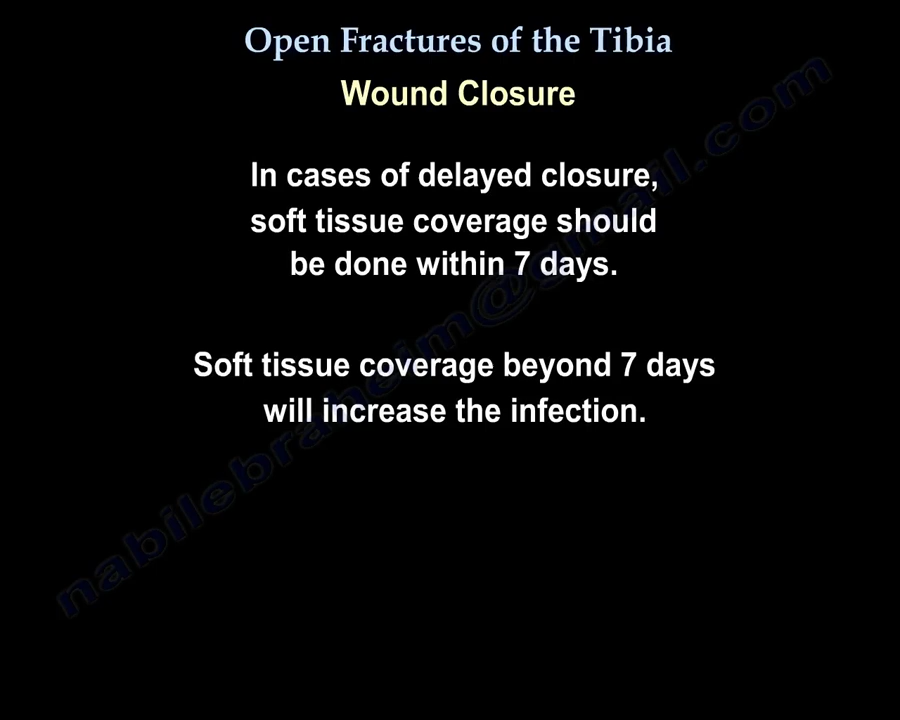 Open Fractures of the Tibia
Wound Closure
In cases of delayed closure,
soft tissue coverage should
be done within 7 days.
Soft tissue coverage beyond 7 days
will increase the infection.
nabilebraheim@gmail.com